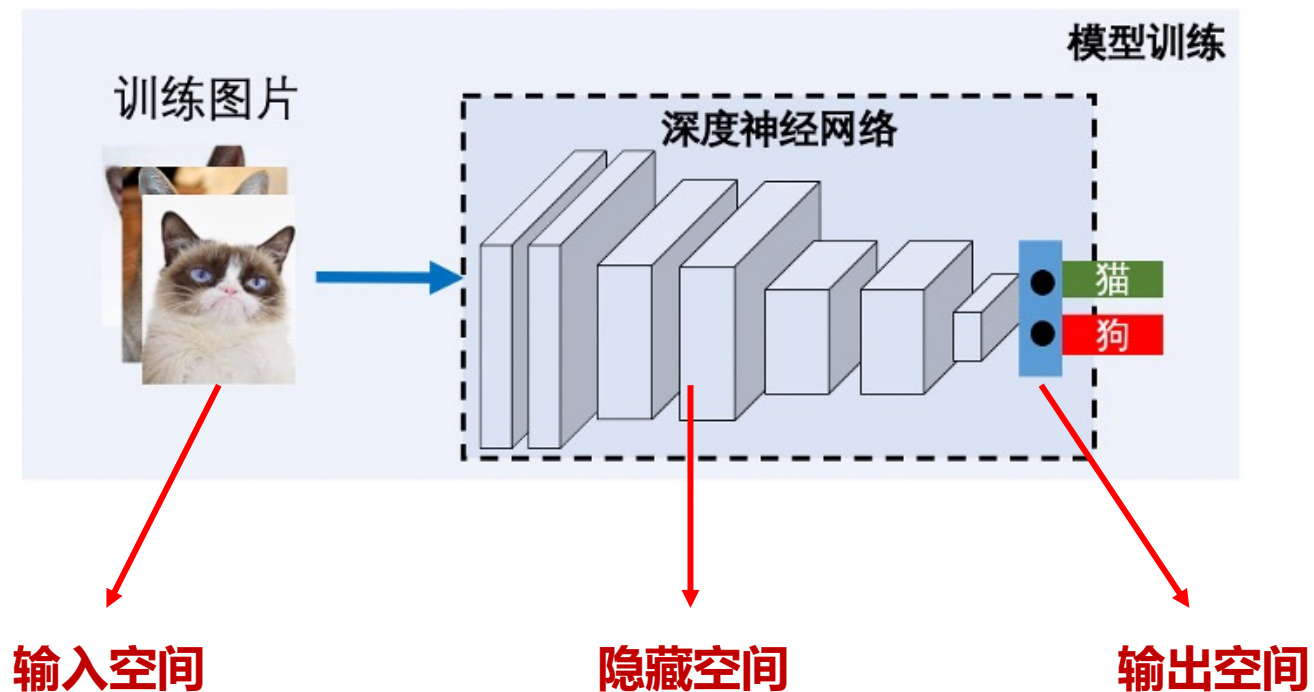 模型训练
训练图片
深度神经网络
猫
狗
输入空间
隐藏空间
输出空间